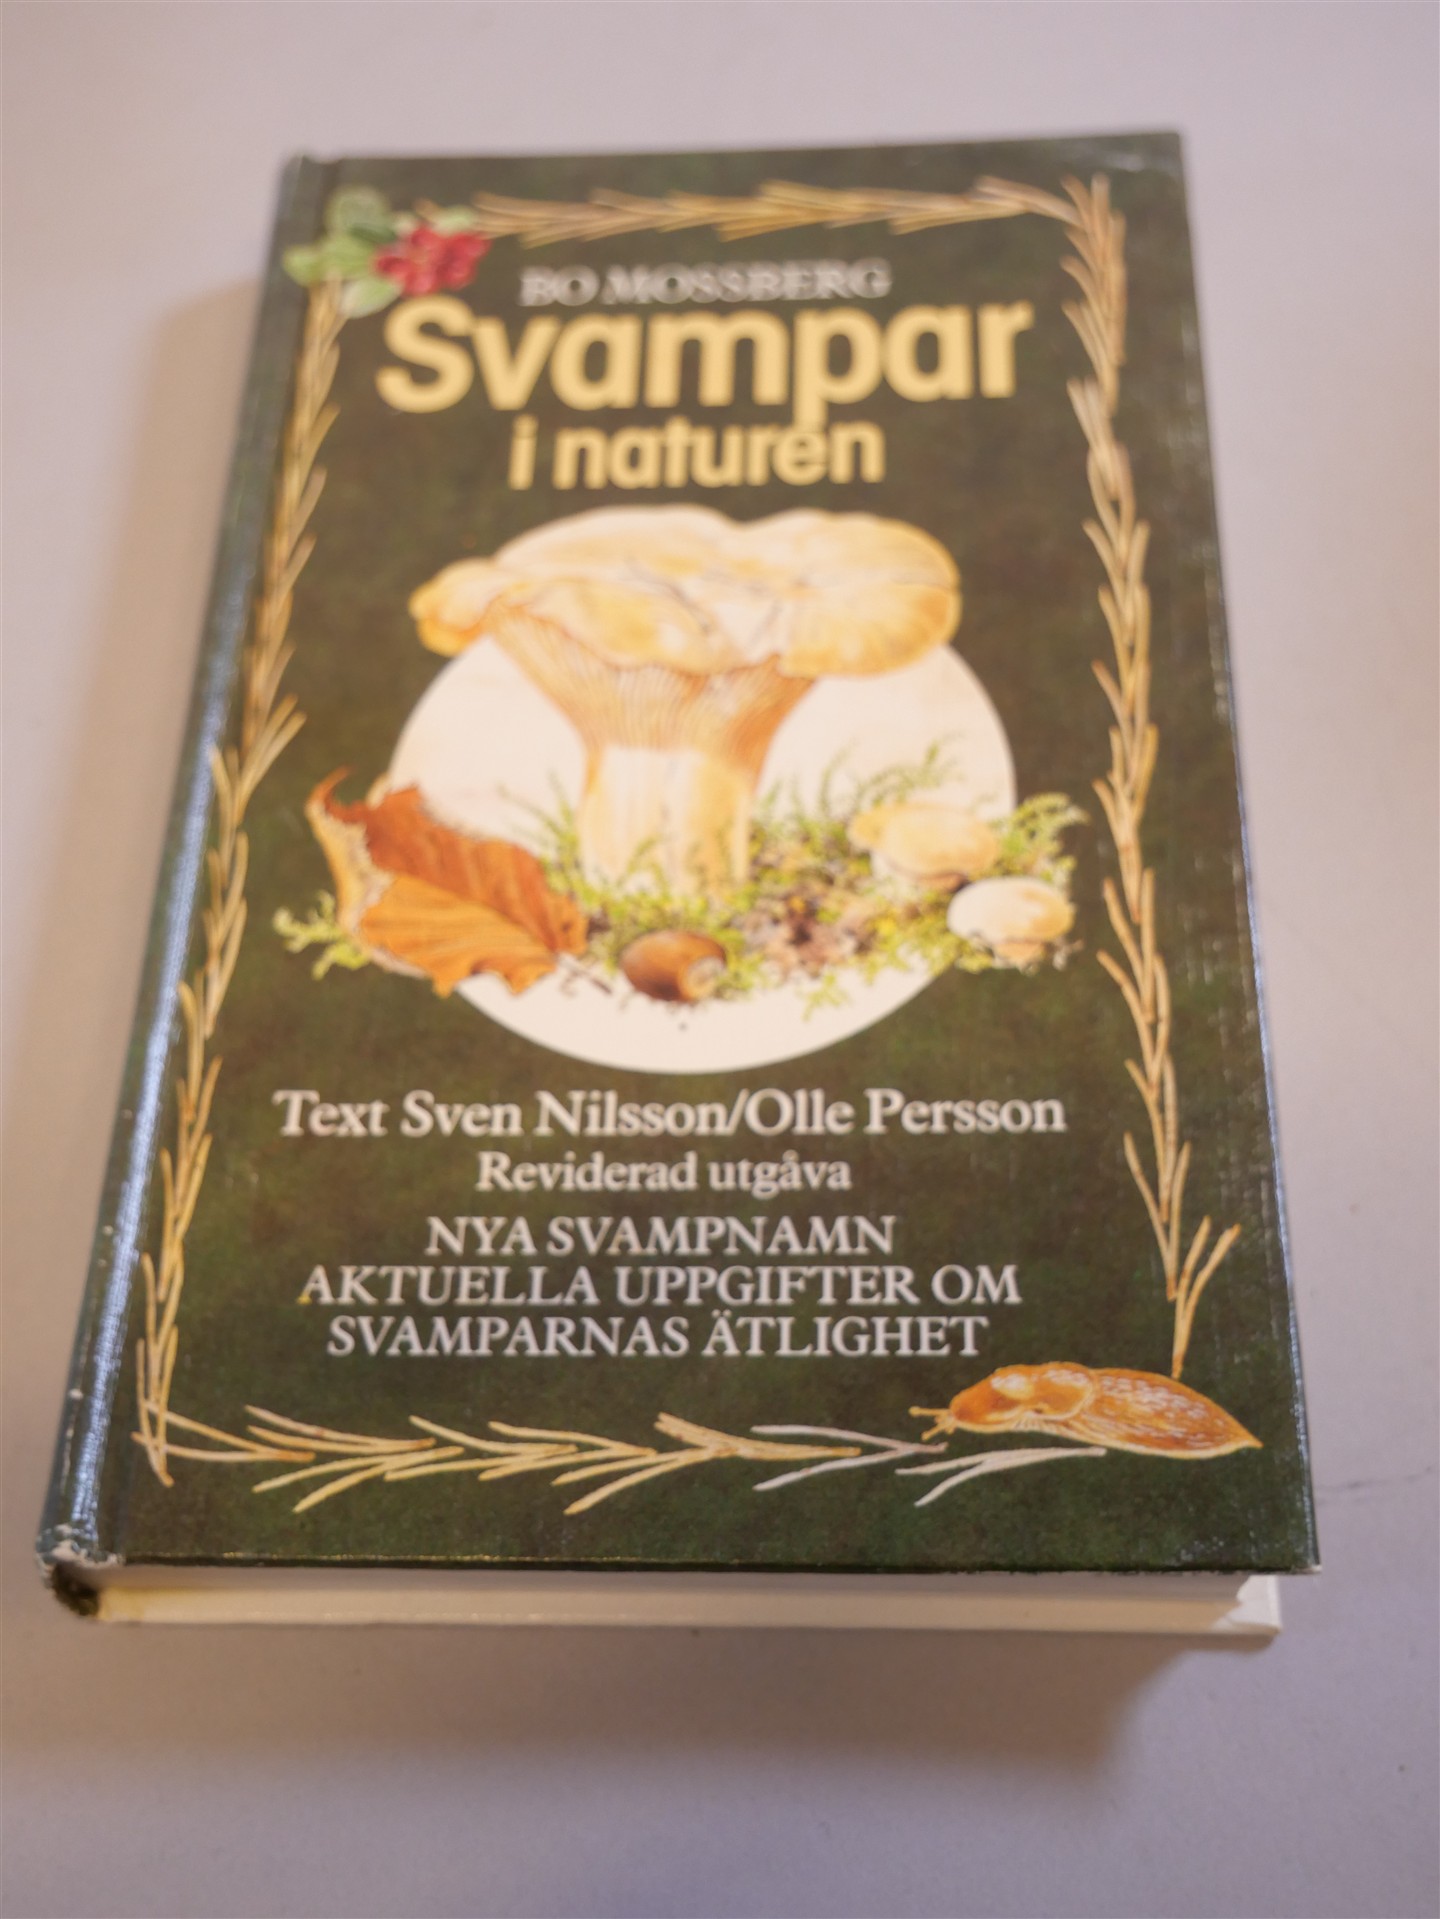 BO MOSSBERG
Svampar
i naturen
Text Sven Nilsson/Olle Persson
Reviderad utgåva
NYA SVAMPNAMN
AKTUELLA UPPGIFTER OM
SVAMPARNAS ÄTLIGHET